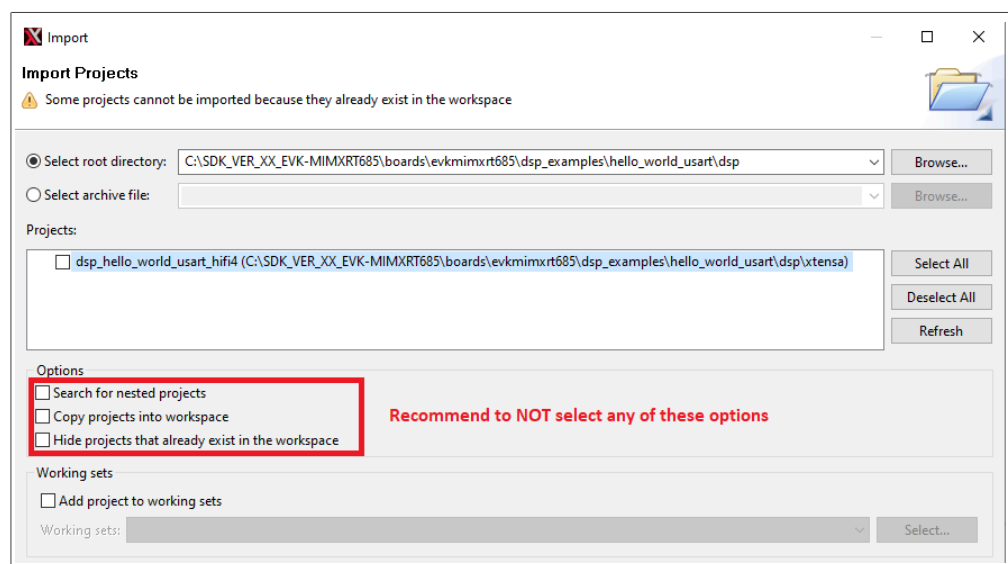 Import
Import Projects
Some projects cannot be imported because they already exist in the workspace
Select root directory: C:\SDK_VER_XX_EVK-MIMXRT685\boards\evkmimxrt685\dsp_examples\hello_world_usart\dsp Browse...
Select archive file: Browse...
Projects:
dsp_hello_world_usart_hifi4 (C:\SDK_VER_XX_EVK-MIMXRT685\boards\evkmimxrt685\dsp_examples\hello_world_usart\dsp\xtensa)
Select All
Deselect All
Refresh
Options
Search for nested projects
Copy projects into workspace
Hide projects that already exist in the workspace
Recommend to NOT select any of these options
Working sets
Add project to working sets
Working sets: Select...